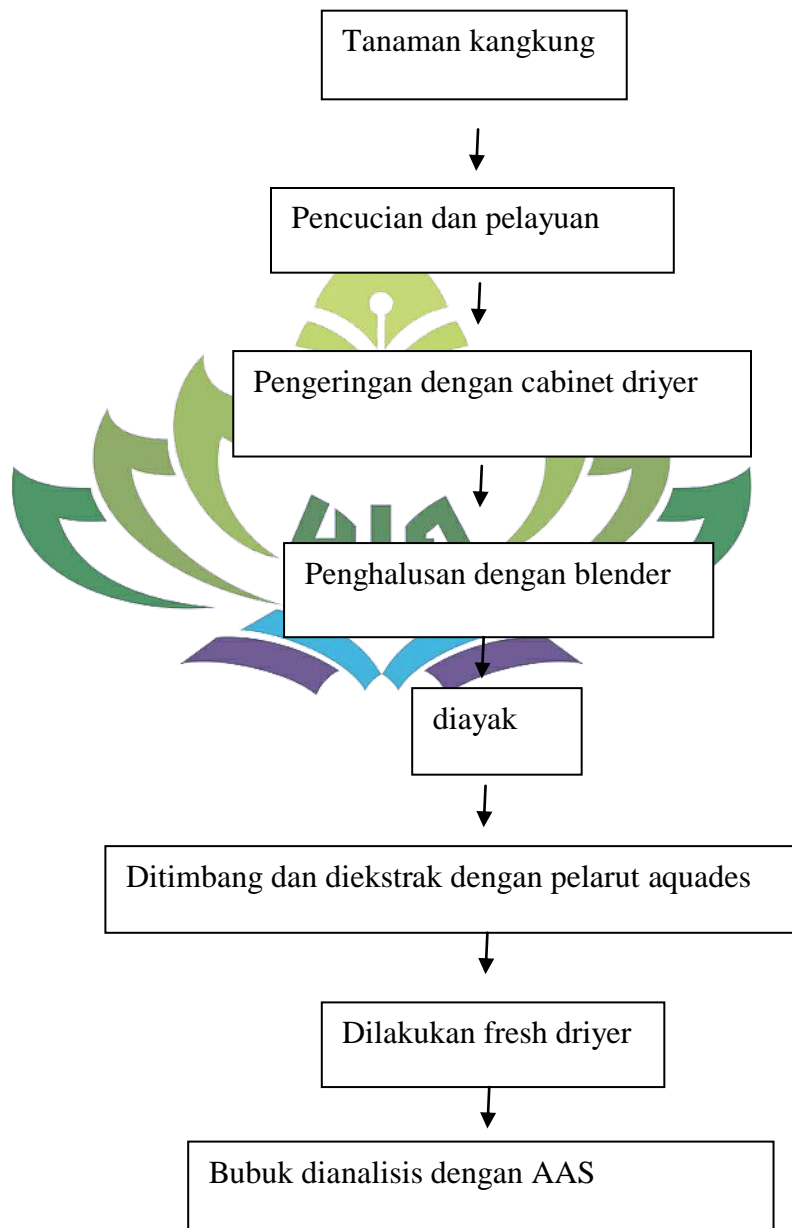 Tanaman kangkung
Pencucian dan pelayuan
Pengeringan dengan cabinet driyer
Penghalusan dengan blender
diayak
Ditimbang dan diekstrak dengan pelarut aquades
Dilakukan fresh driyer
Bubuk dianalisis dengan AAS